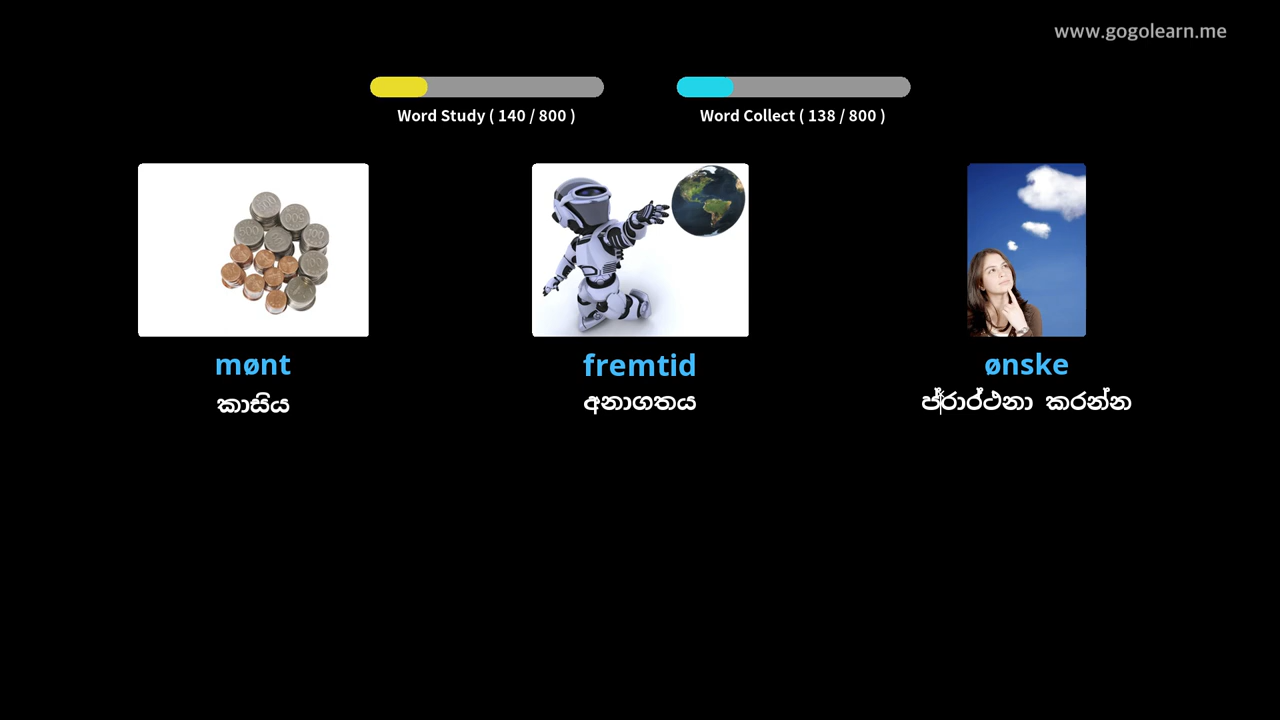 www.gogolearn.me
Word Study ( 140 / 800 )
Word Collect ( 138 / 800 )
mønt
fremtid
ønske
කාසිය
අනාගතය
ප්රාර්ථනා කරන්න